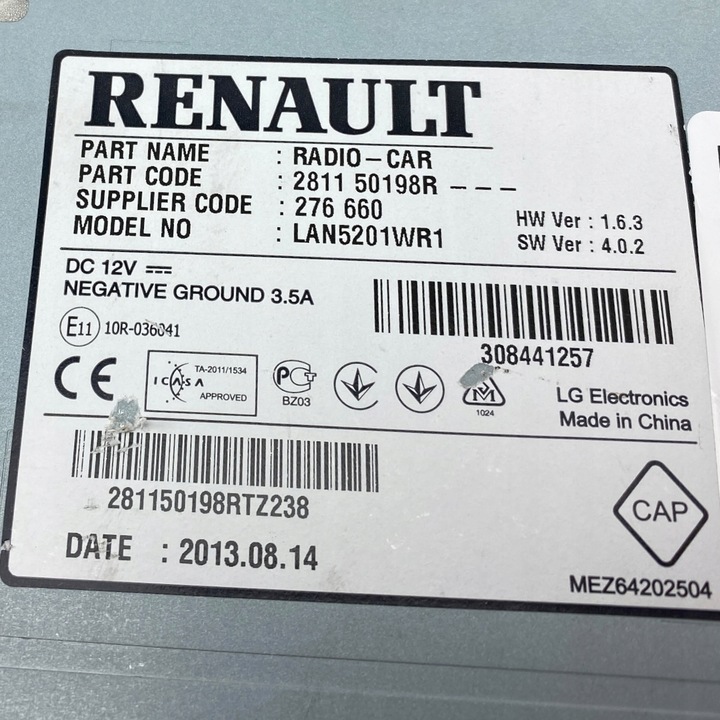 RENAULT
PART NAME : RADIO-CAR
PART CODE : 2811 50198R - - -
SUPPLIER CODE : 276 660
MODEL NO : LAN5201WR1
HW Ver : 1.6.3
SW Ver : 4.0.2
DC 12V
NEGATIVE GROUND 3.5A
E11 10R-036041
308441257
CE
ICASA
TA-2011/1534
APPROVED
PCT
BZ03
1024
LG Electronics
Made in China
281150198RTZ238
DATE : 2013.08.14
CAP
MEZ64202504